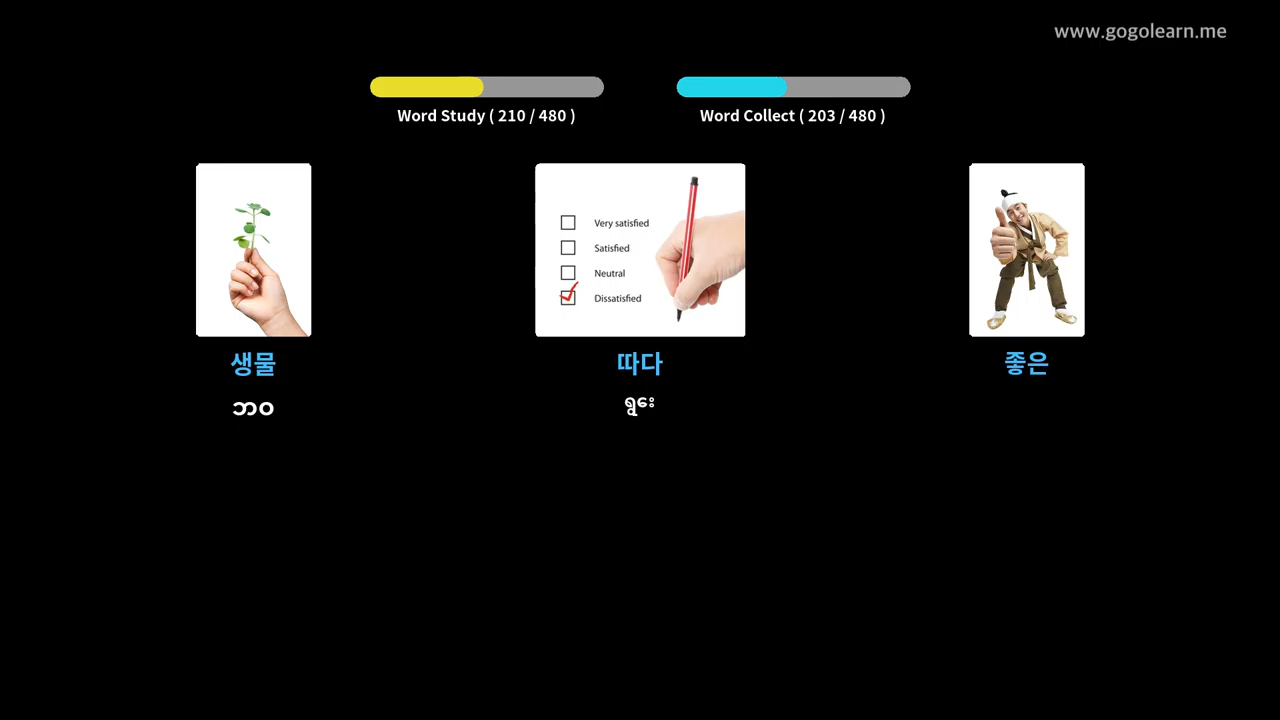 www.gogolearn.me
Word Study ( 210 / 480 )
Word Collect ( 203 / 480 )
Very satisfied
Satisfied
Neutral
Dissatisfied
생물
따다
좋은
ဘဝ
ရွေး